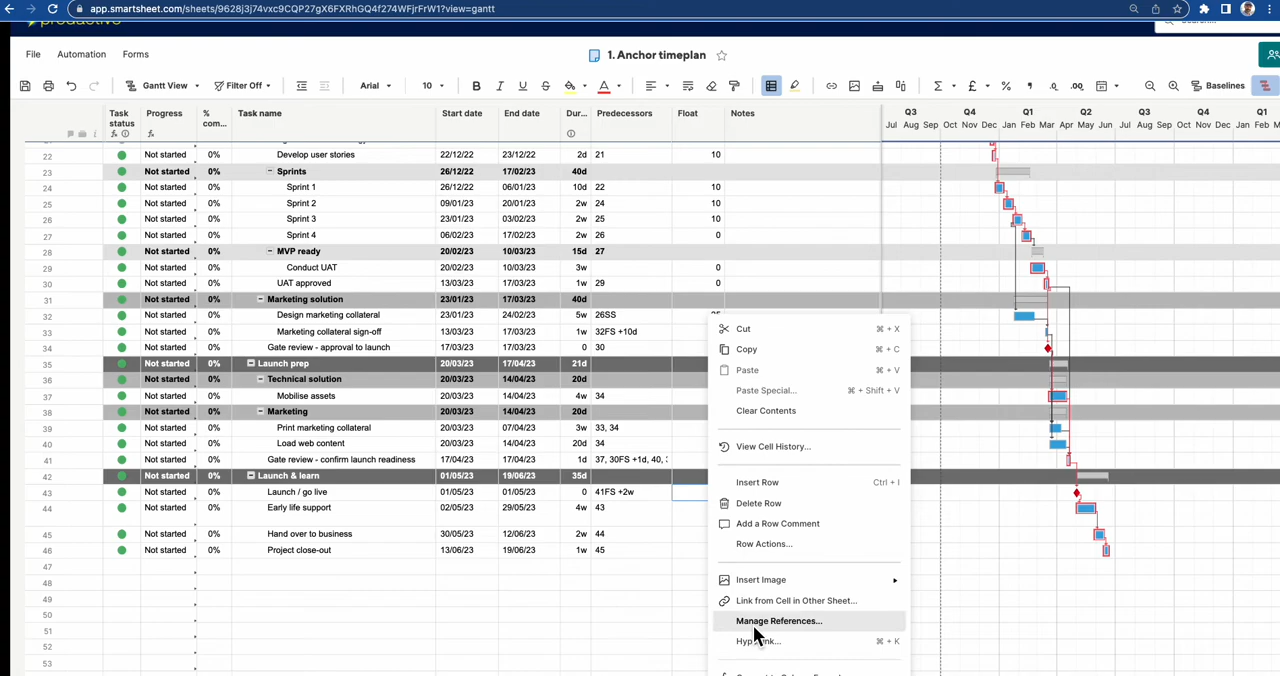 app.smartsheet.com/sheets/9628j3j74vxc9CQP27gX6FXRhGQ4f274WFjrFrW1?view=gantt
File Automation Forms 1. Anchor timeplan
Gantt View Filter Off Arial 10 B I U S A Σ £ % , .0 .00 Baselines
Task status Progress % com... Task name Start date End date Dur... Predecessors Float Notes
Q3 Q4 Q1 Q2 Q3 Q4 Q1
Jul Aug Sep Oct Nov Dec Jan Feb Mar Apr May Jun Jul Aug Sep Oct Nov Dec Jan Feb M
22 Not started 0% Develop user stories 22/12/22 23/12/22 2d 21 10
23 Not started 0% Sprints 26/12/22 17/02/23 40d
24 Not started 0% Sprint 1 26/12/22 06/01/23 10d 22 10
25 Not started 0% Sprint 2 09/01/23 20/01/23 2w 24 10
26 Not started 0% Sprint 3 23/01/23 03/02/23 2w 25 10
27 Not started 0% Sprint 4 06/02/23 17/02/23 2w 26 0
28 Not started 0% MVP ready 20/02/23 10/03/23 15d 27
29 Not started 0% Conduct UAT 20/02/23 10/03/23 3w 0
30 Not started 0% UAT approved 13/03/23 17/03/23 1w 29 0
31 Not started 0% Marketing solution 23/01/23 17/03/23 40d
32 Not started 0% Design marketing collateral 23/01/23 24/02/23 5w 26SS
33 Not started 0% Marketing collateral sign-off 13/03/23 17/03/23 1w 32FS +10d
34 Not started 0% Gate review - approval to launch 17/03/23 17/03/23 0 30
35 Not started 0% Launch prep 20/03/23 17/04/23 21d
36 Not started 0% Technical solution 20/03/23 14/04/23 20d
37 Not started 0% Mobilise assets 20/03/23 14/04/23 4w 34
38 Not started 0% Marketing 20/03/23 14/04/23 20d
39 Not started 0% Print marketing collateral 20/03/23 07/04/23 3w 33, 34
40 Not started 0% Load web content 20/03/23 14/04/23 20d 34
41 Not started 0% Gate review - confirm launch readiness 17/04/23 17/04/23 1d 37, 30FS +1d, 40,
42 Not started 0% Launch & learn 01/05/23 19/06/23 35d
43 Not started 0% Launch / go live 01/05/23 01/05/23 0 41FS +2w
44 Not started 0% Early life support 02/05/23 29/05/23 4w 43
45 Not started 0% Hand over to business 30/05/23 12/06/23 2w 44
46 Not started 0% Project close-out 13/06/23 19/06/23 1w 45
47
48
49
50
51
52
53
Cut ⌘ + X
Copy ⌘ + C
Paste ⌘ + V
Paste Special... ⌘ + Shift + V
Clear Contents
View Cell History...
Insert Row Ctrl + I
Delete Row
Add a Row Comment
Row Actions...
Insert Image
Link from Cell in Other Sheet...
Manage References...
⌘ + K